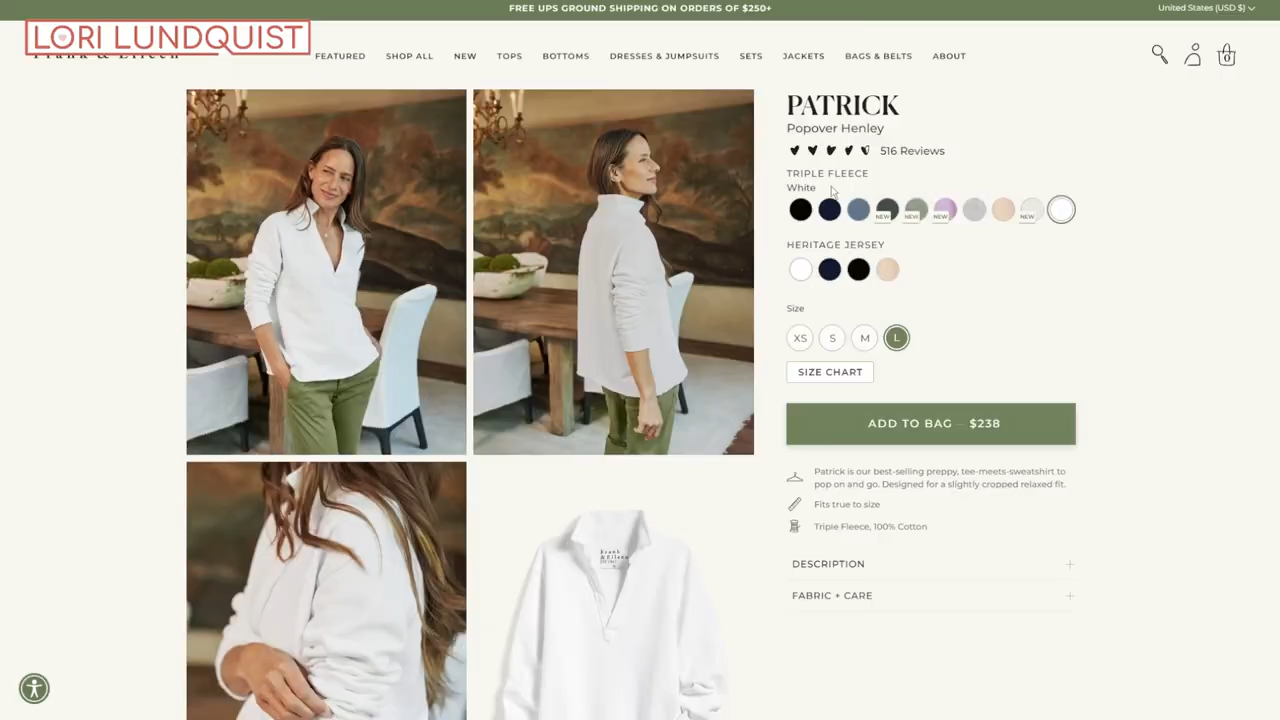 FREE UPS GROUND SHIPPING ON ORDERS OF $250+
United States (USD $)
LORI LUNDQUIST
Frank & Eileen
FEATURED SHOP ALL NEW TOPS BOTTOMS DRESSES & JUMPSUITS SETS JACKETS BAGS & BELTS ABOUT
0
PATRICK
Popover Henley
516 Reviews
TRIPLE FLEECE
White
NEW NEW NEW NEW
HERITAGE JERSEY
Size
XS S M L
SIZE CHART
ADD TO BAG — $238
Patrick is our best-selling preppy, tee-meets-sweatshirt to
pop on and go. Designed for a slightly cropped relaxed fit.
Fits true to size
Triple Fleece, 100% Cotton
DESCRIPTION
FABRIC + CARE
Frank
& Eileen